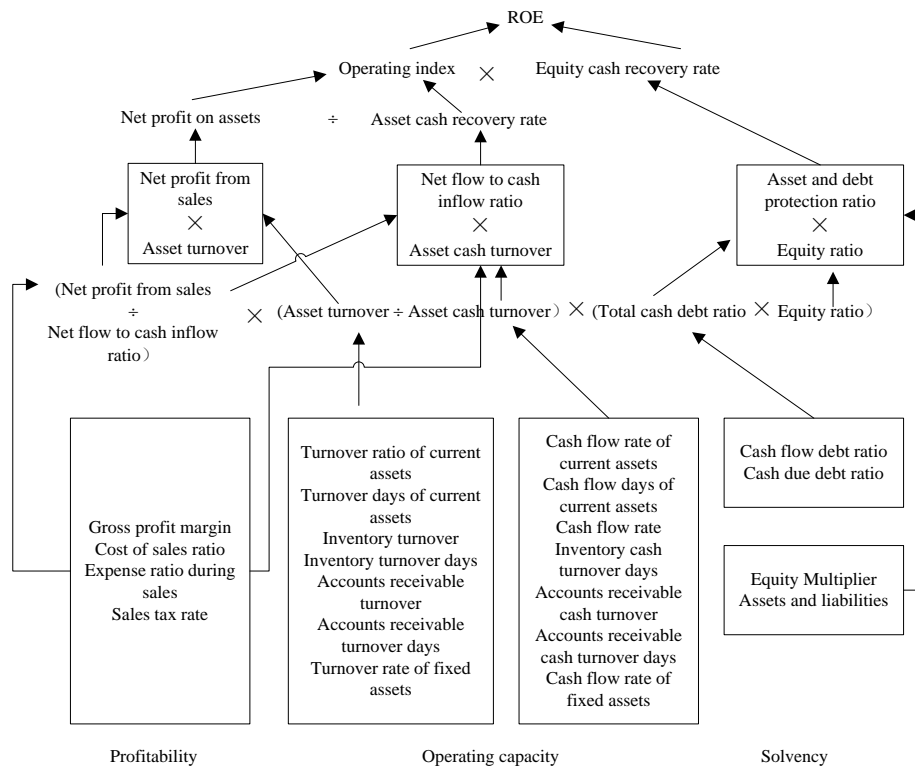 ROE
Operating index × Equity cash recovery rate
Net profit on assets ÷ Asset cash recovery rate
Net profit from
sales
×
Asset turnover
Net flow to cash
inflow ratio
×
Asset cash turnover
Asset and debt
protection ratio
×
Equity ratio
(Net profit from sales
÷
Net flow to cash inflow
ratio）
× (Asset turnover ÷ Asset cash turnover） × (Total cash debt ratio × Equity ratio）
Gross profit margin
Cost of sales ratio
Expense ratio during
sales
Sales tax rate
Turnover ratio of current
assets
Turnover days of current
assets
Inventory turnover
Inventory turnover days
Accounts receivable
turnover
Accounts receivable
turnover days
Turnover rate of fixed
assets
Cash flow rate of
current assets
Cash flow days of
current assets
Cash flow rate
Inventory cash
turnover days
Accounts receivable
cash turnover
Accounts receivable
cash turnover days
Cash flow rate of
fixed assets
Cash flow debt ratio
Cash due debt ratio
Equity Multiplier
Assets and liabilities
Profitability Operating capacity Solvency